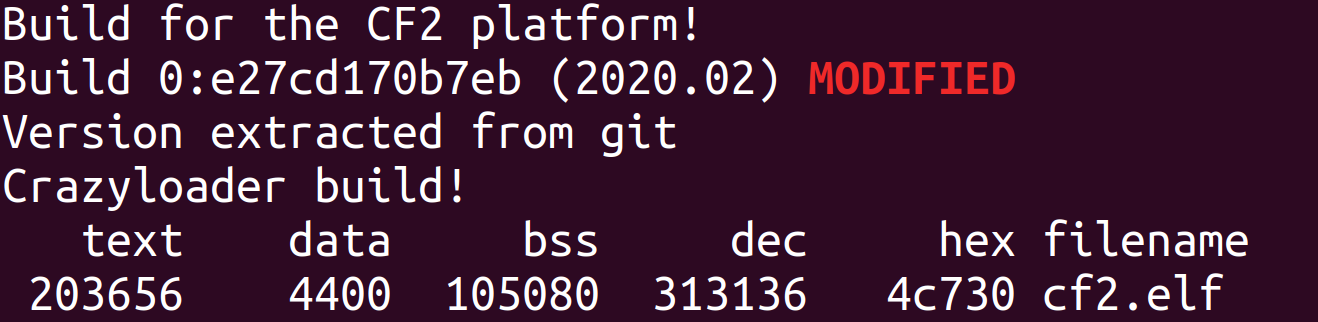 Build for the CF2 platform!
Build 0:e27cd170b7eb (2020.02) MODIFIED
Version extracted from git
Crazyloader build!
text data bss dec hex filename
203656 4400 105080 313136 4c730 cf2.elf